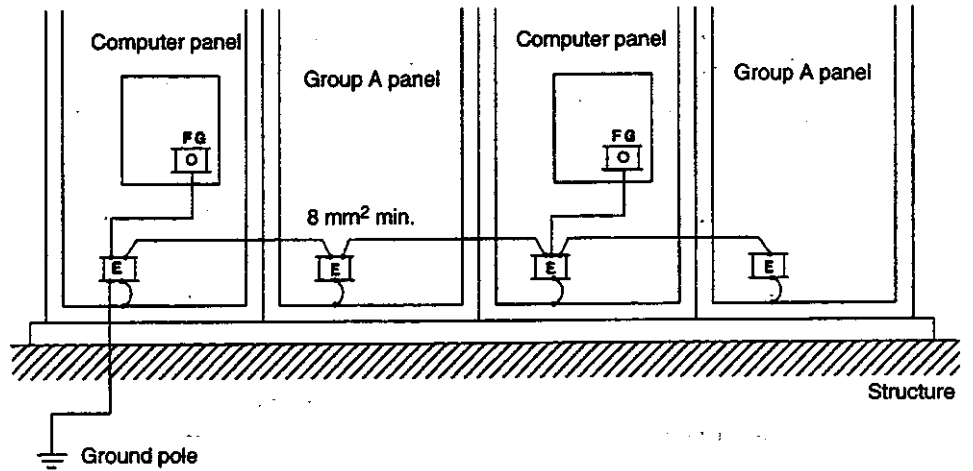 Computer panel
Group A panel
Computer panel
Group A panel
FG
FG
8 mm² min.
E
E
E
E
Structure
Ground pole